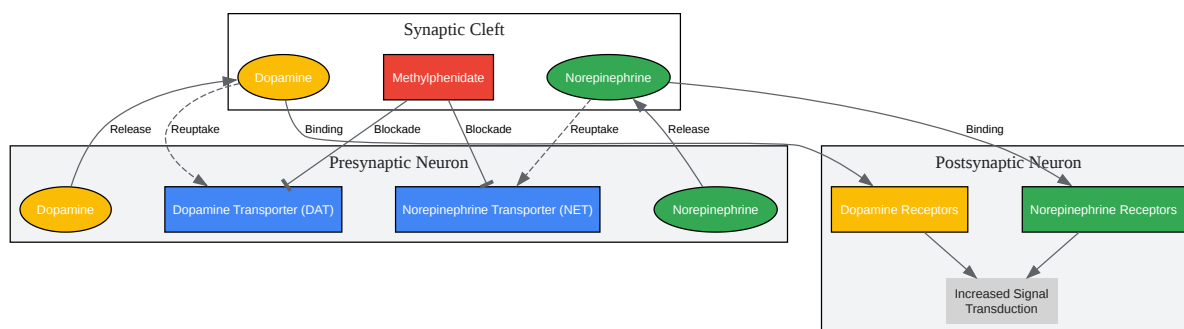 Synaptic Cleft
Dopamine
Methylphenidate
Norepinephrine
Release
Reuptake
Binding
Blockade
Blockade
Reuptake
Release
Binding
Presynaptic Neuron
Postsynaptic Neuron
Dopamine
Dopamine Transporter (DAT)
Norepinephrine Transporter (NET)
Norepinephrine
Dopamine Receptors
Norepinephrine Receptors
Increased Signal
Transduction